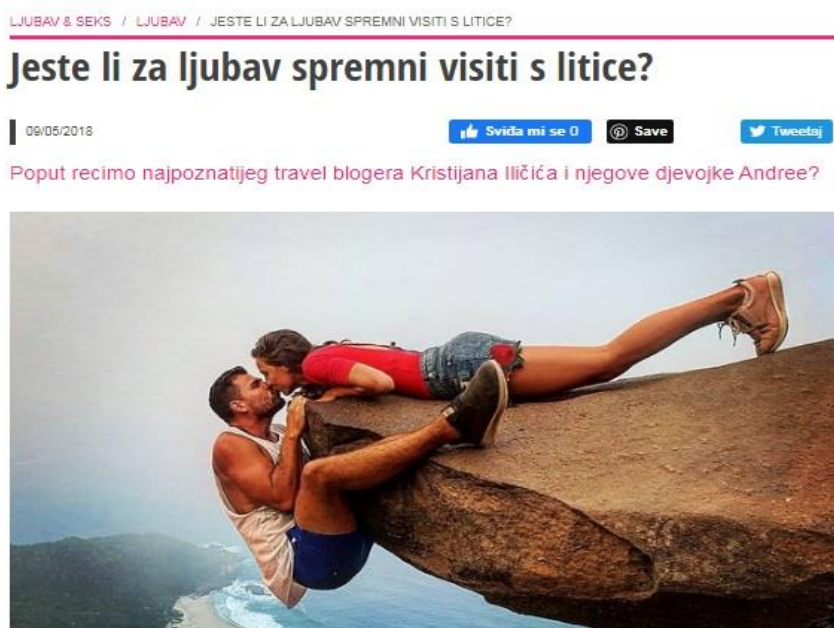 LJUBAV & SEKS / LJUBAV / JESTE LI ZA LJUBAV SPREMNI VISITI S LITICE?
Jeste li za ljubav spremni visiti s litice?
09/05/2018
Sviđa mi se 0
Save
Tweetaj
Poput recimo najpoznatijeg travel blogera Kristijana Iličića i njegove djevojke Andree?